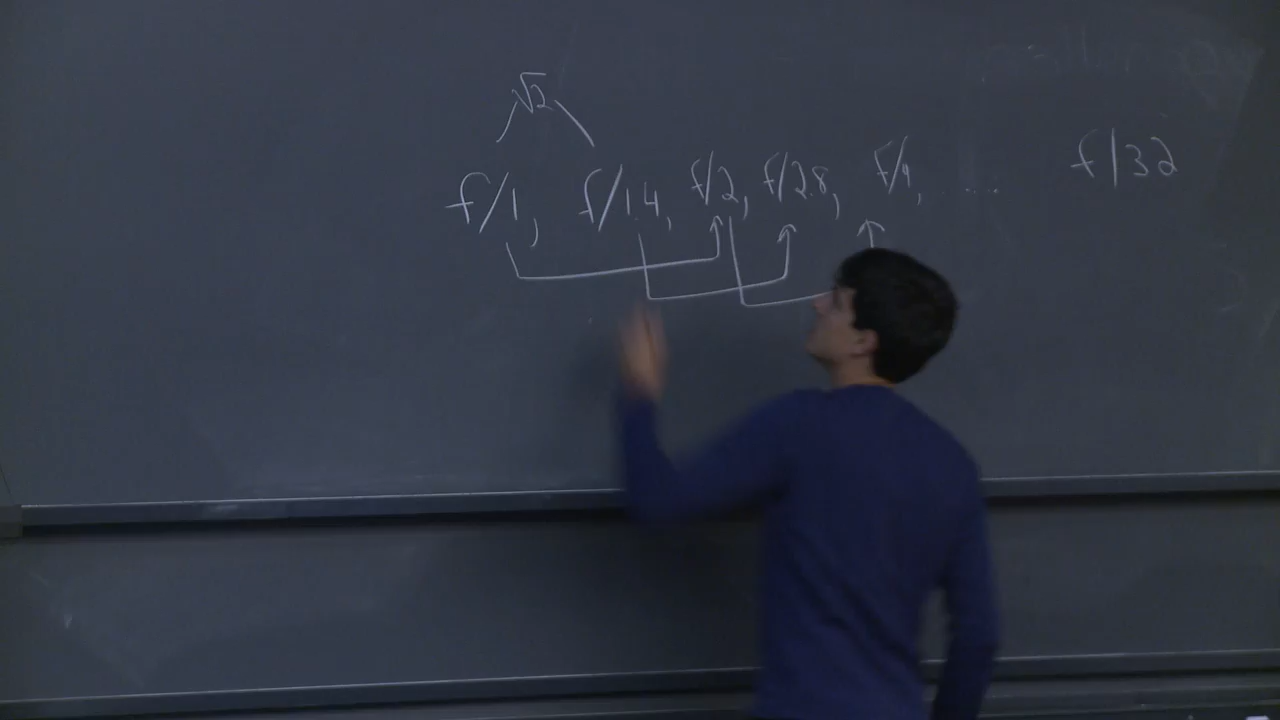 √2
f/1, f/1.4, f/2, f/2.8, f/4, .... f/32